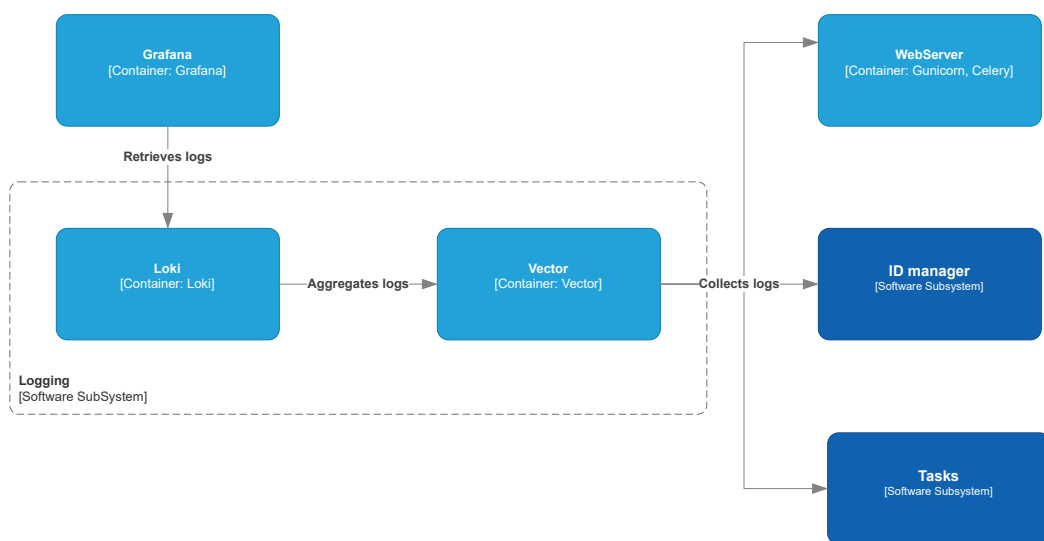 Grafana
[Container: Grafana]
WebServer
[Container: Gunicorn, Celery]
Retrieves logs
Loki
[Container: Loki]
Aggregates logs
Vector
[Container: Vector]
Collects logs
ID manager
[Software Subsystem]
Logging
[Software SubSystem]
Tasks
[Software Subsystem]